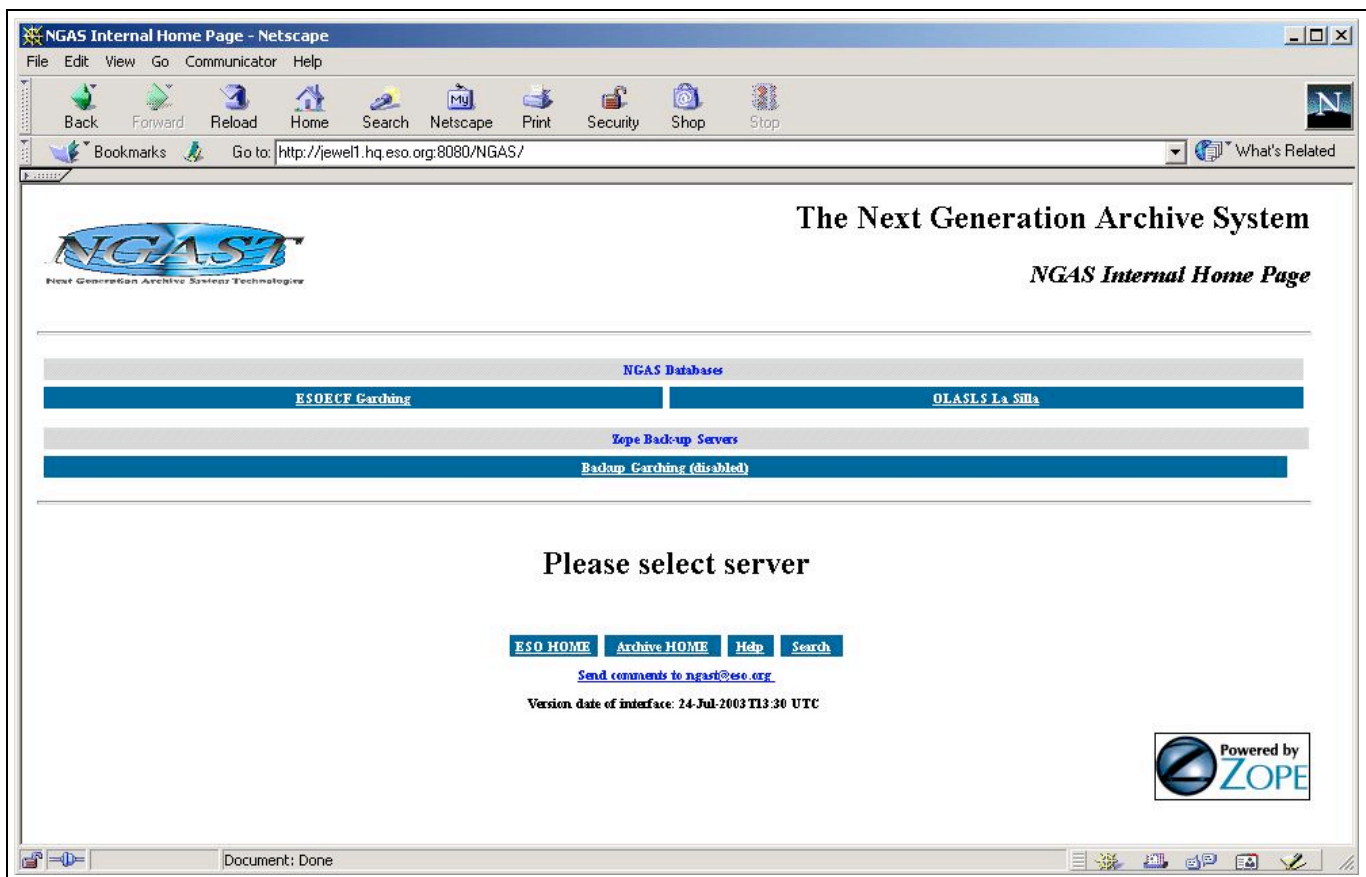 NGAS Internal Home Page - Netscape
File Edit View Go Communicator Help
Back Forward Reload Home Search Netscape Print Security Shop Stop
My
N
Bookmarks Go to: http://jewel1.hq.eso.org:8080/NGAS/ What's Related
The Next Generation Archive System
NGAST
Next Generation Archive System Technologies
NGAS Internal Home Page
NGAS Databases
ESOECF Garching OLASLS La Silla
Zope Back-up Servers
Backup Garching (disabled)
Please select server
ESO HOME Archive HOME Help Search
Send comments to ngast@eso.org
Version date of interface: 24-Jul-2003T13:30 UTC
Powered by
ZOPE
Document: Done